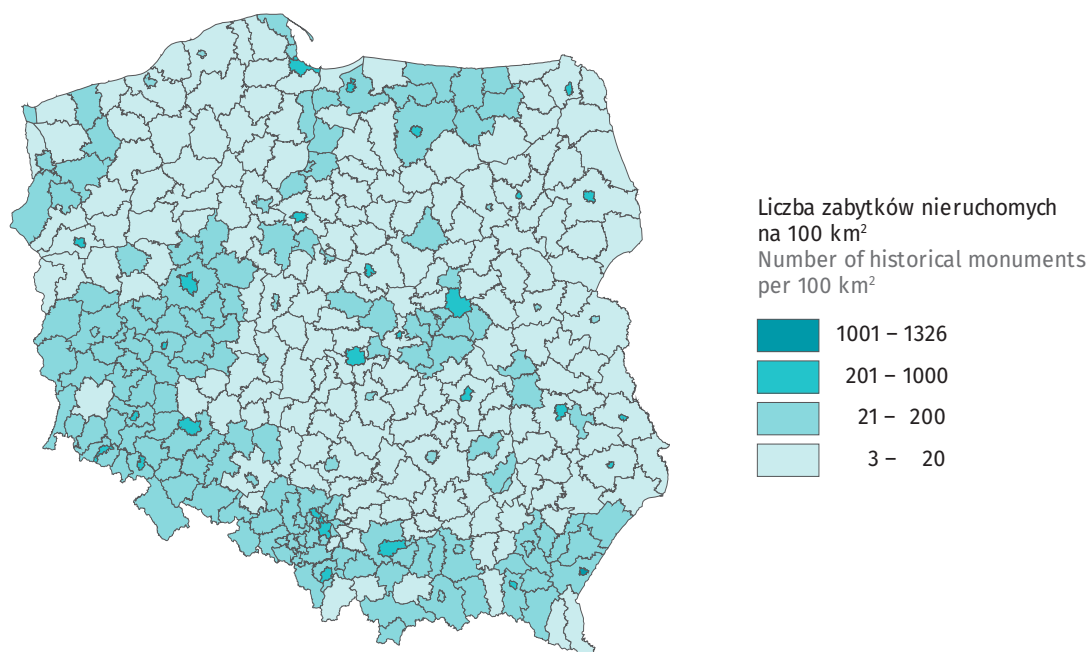 Liczba zabytków nieruchomych
na 100 km²
Number of historical monuments
per 100 km²
1001 – 1326
201 – 1000
21 – 200
3 – 20